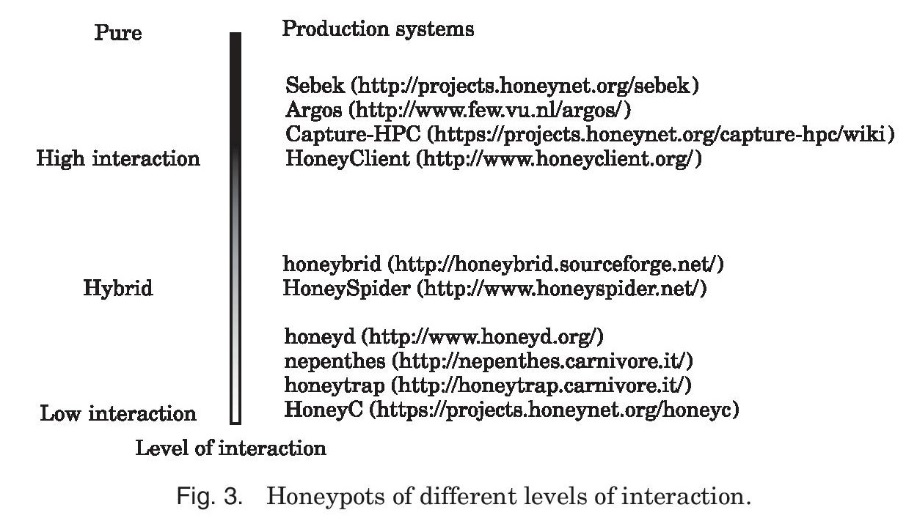 Pure
Production systems
Sebek (http://projects.honeynet.org/sebek)
Argos (http://www.few.vu.nl/argos/)
Capture-HPC (https://projects.honeynet.org/capture-hpc/wiki)
High interaction
HoneyClient (http://www.honeyclient.org/)
honeybrid (http://honeybrid.sourceforge.net/)
Hybrid
HoneySpider (http://www.honeyspider.net/)
honeyd (http://www.honeyd.org/)
nepenthes (http://nepenthes.carnivore.it/)
honeytrap (http://honeytrap.carnivore.it/)
Low interaction
HoneyC (https://projects.honeynet.org/honeyc)
Level of interaction
Fig. 3. Honeypots of different levels of interaction.